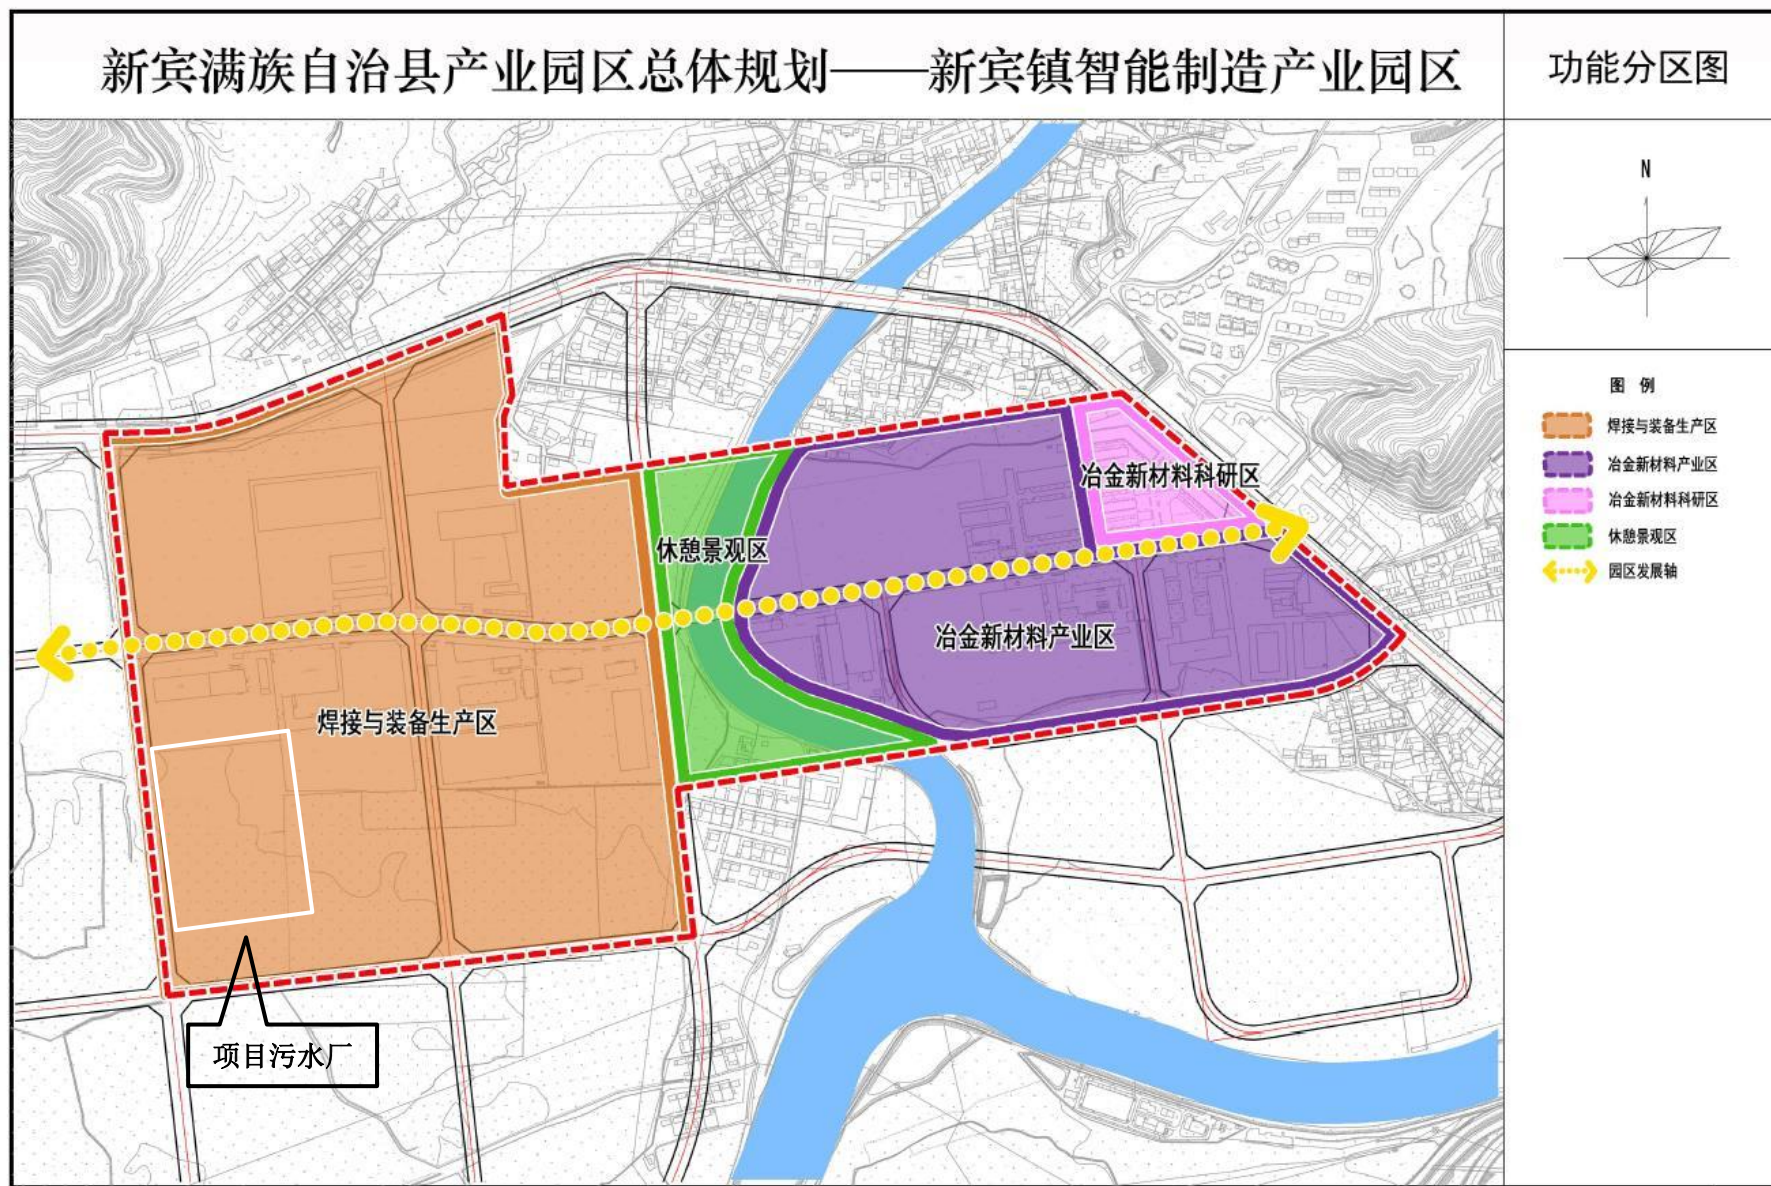 新宾满族自治县产业园区总体规划——新宾镇智能制造产业园区
功能分区图
N
图 例
焊接与装备生产区
冶金新材料产业区
冶金新材料科研区
休憩景观区
园区发展轴
冶金新材料科研区
休憩景观区
冶金新材料产业区
焊接与装备生产区
项目污水厂